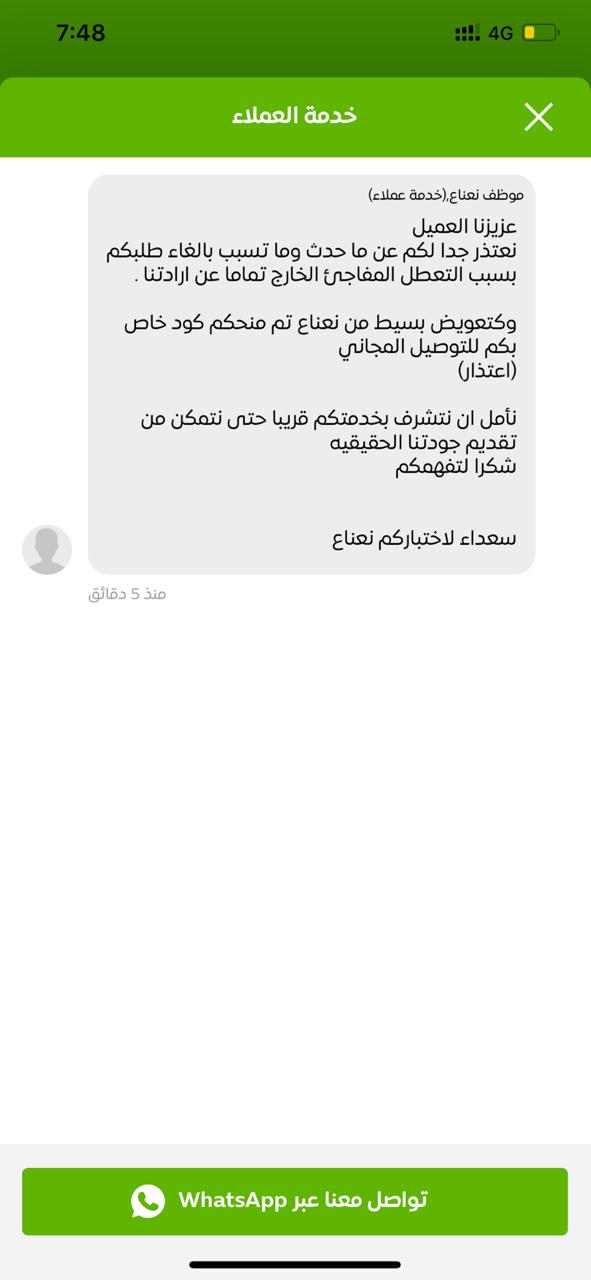 7:48
4G
خدمة العملاء
موظف نعناع,(خدمة عملاء)
عزيزنا العميل
نعتذر جدا لكم عن ما حدث وما تسبب بالغاء طلبكم
بسبب التعطل المفاجئ الخارج تماما عن ارادتنا .
وكتعويض بسيط من نعناع تم منحكم كود خاص
بكم للتوصيل المجاني
(اعتذار)
نأمل ان نتشرف بخدمتكم قريبا حتى نتمكن من
تقديم جودتنا الحقيقيه
شكرا لتفهمكم
سعداء لاختباركم نعناع
منذ 5 دقائق
تواصل معنا عبر WhatsApp